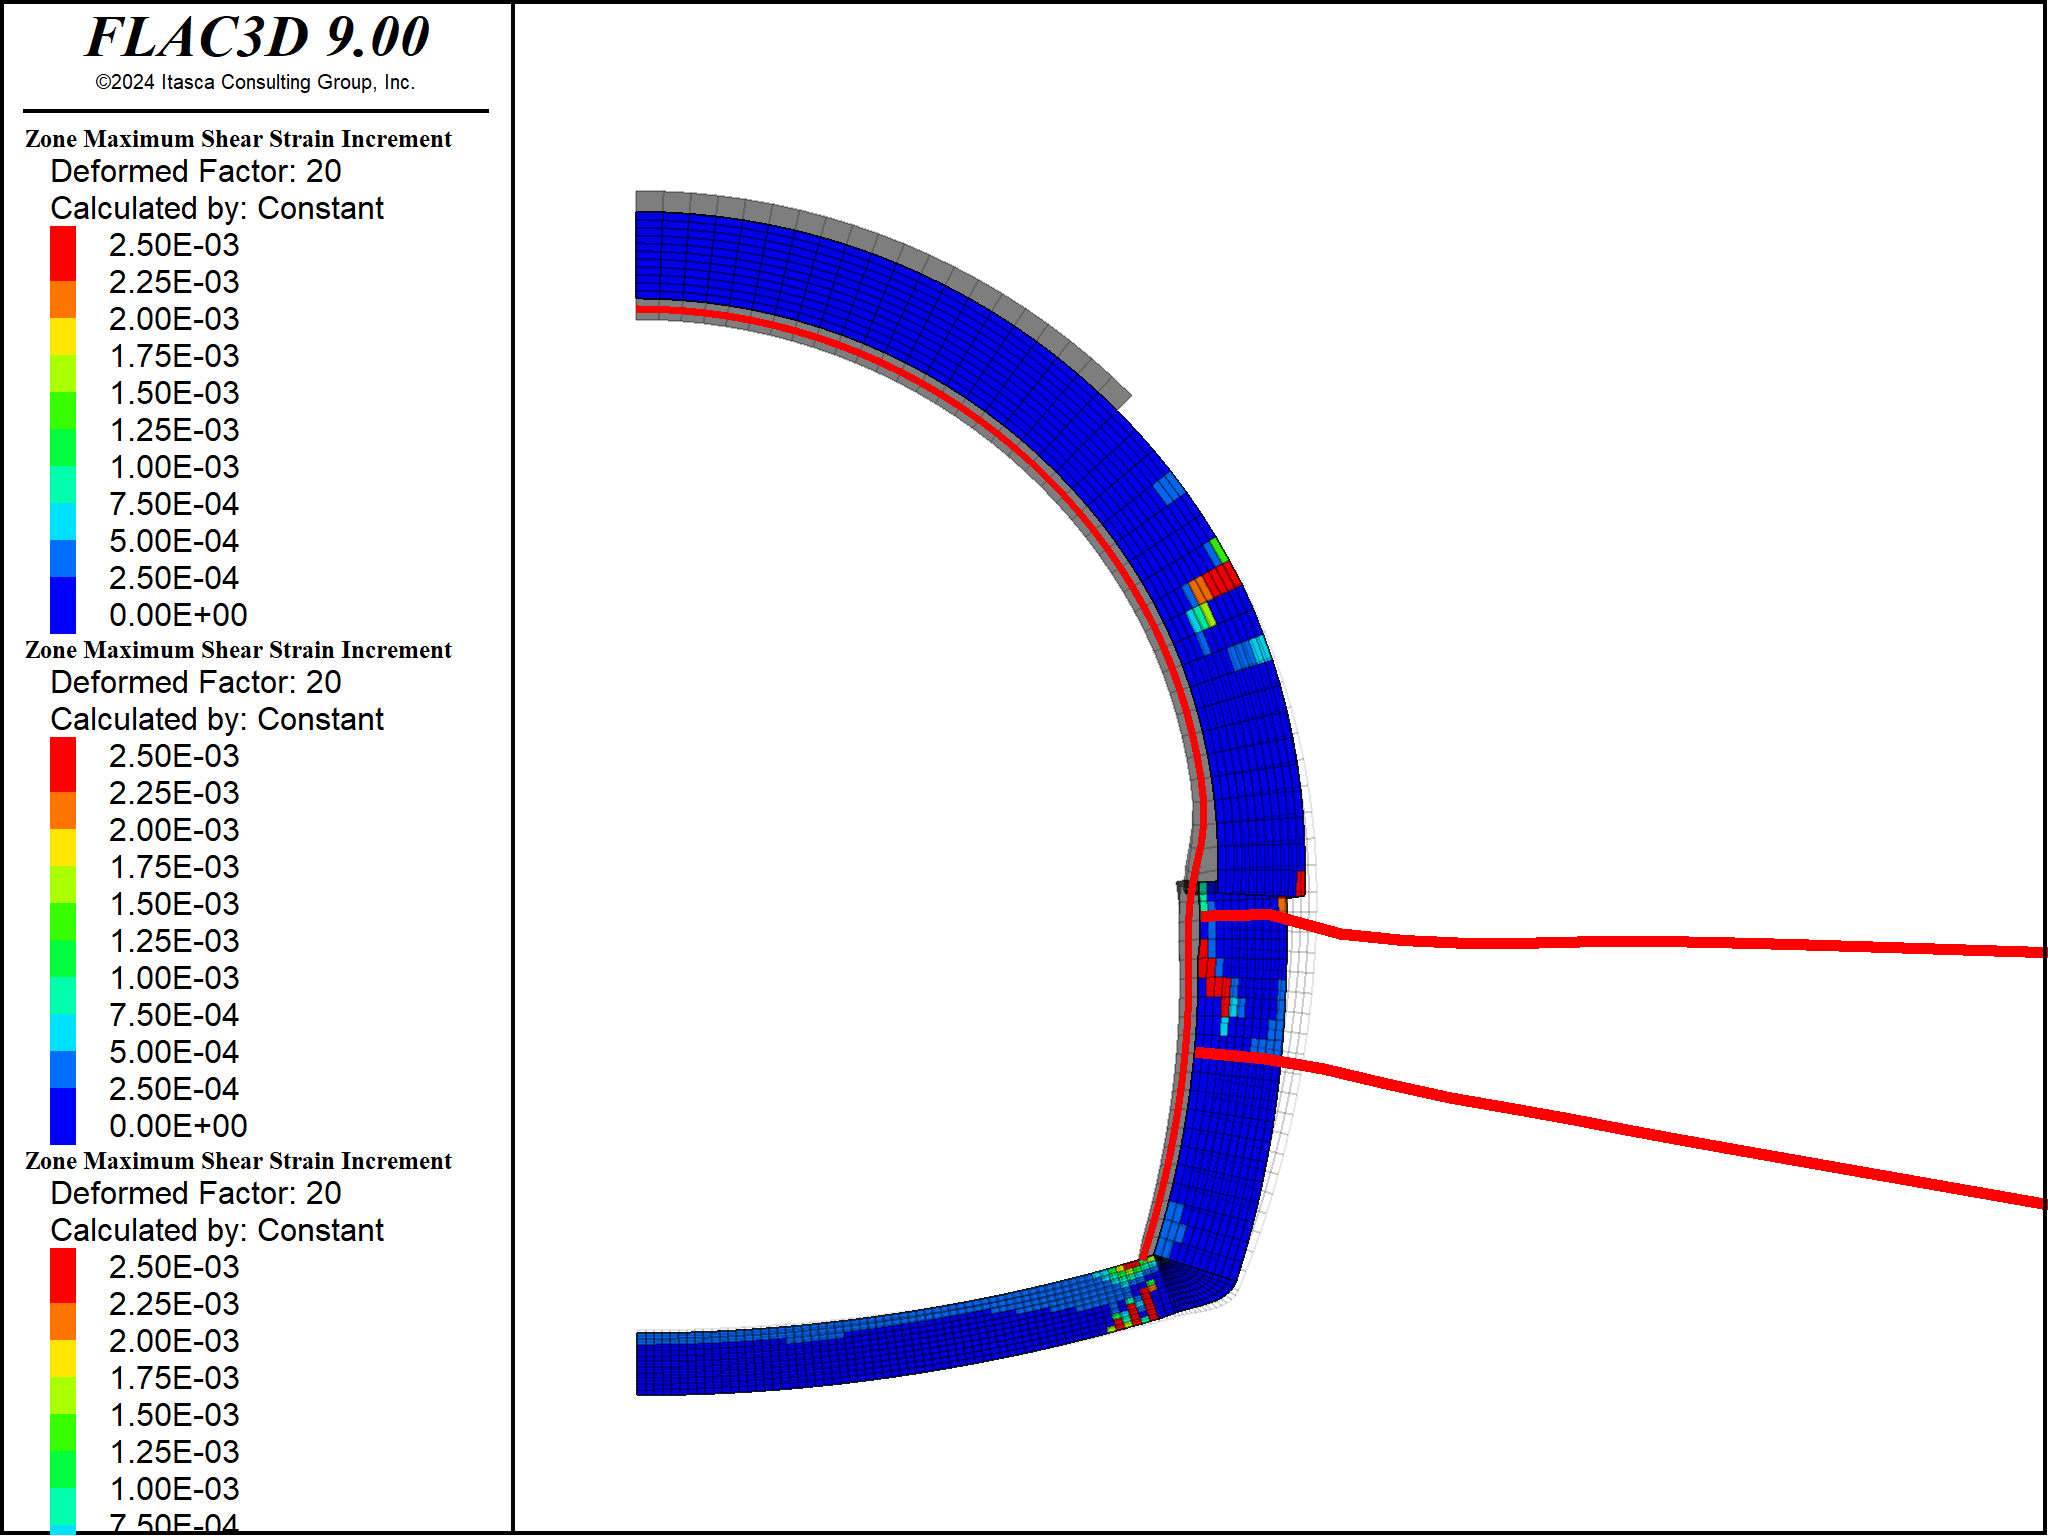 FLAC3D 9.00
©2024 Itasca Consulting Group, Inc.
Zone Maximum Shear Strain Increment
Deformed Factor: 20
Calculated by: Constant
2.50E-03
2.25E-03
2.00E-03
1.75E-03
1.50E-03
1.25E-03
1.00E-03
7.50E-04
5.00E-04
2.50E-04
0.00E+00
Zone Maximum Shear Strain Increment
Deformed Factor: 20
Calculated by: Constant
2.50E-03
2.25E-03
2.00E-03
1.75E-03
1.50E-03
1.25E-03
1.00E-03
7.50E-04
5.00E-04
2.50E-04
0.00E+00
Zone Maximum Shear Strain Increment
Deformed Factor: 20
Calculated by: Constant
2.50E-03
2.25E-03
2.00E-03
1.75E-03
1.50E-03
1.25E-03
1.00E-03
7.50E-04